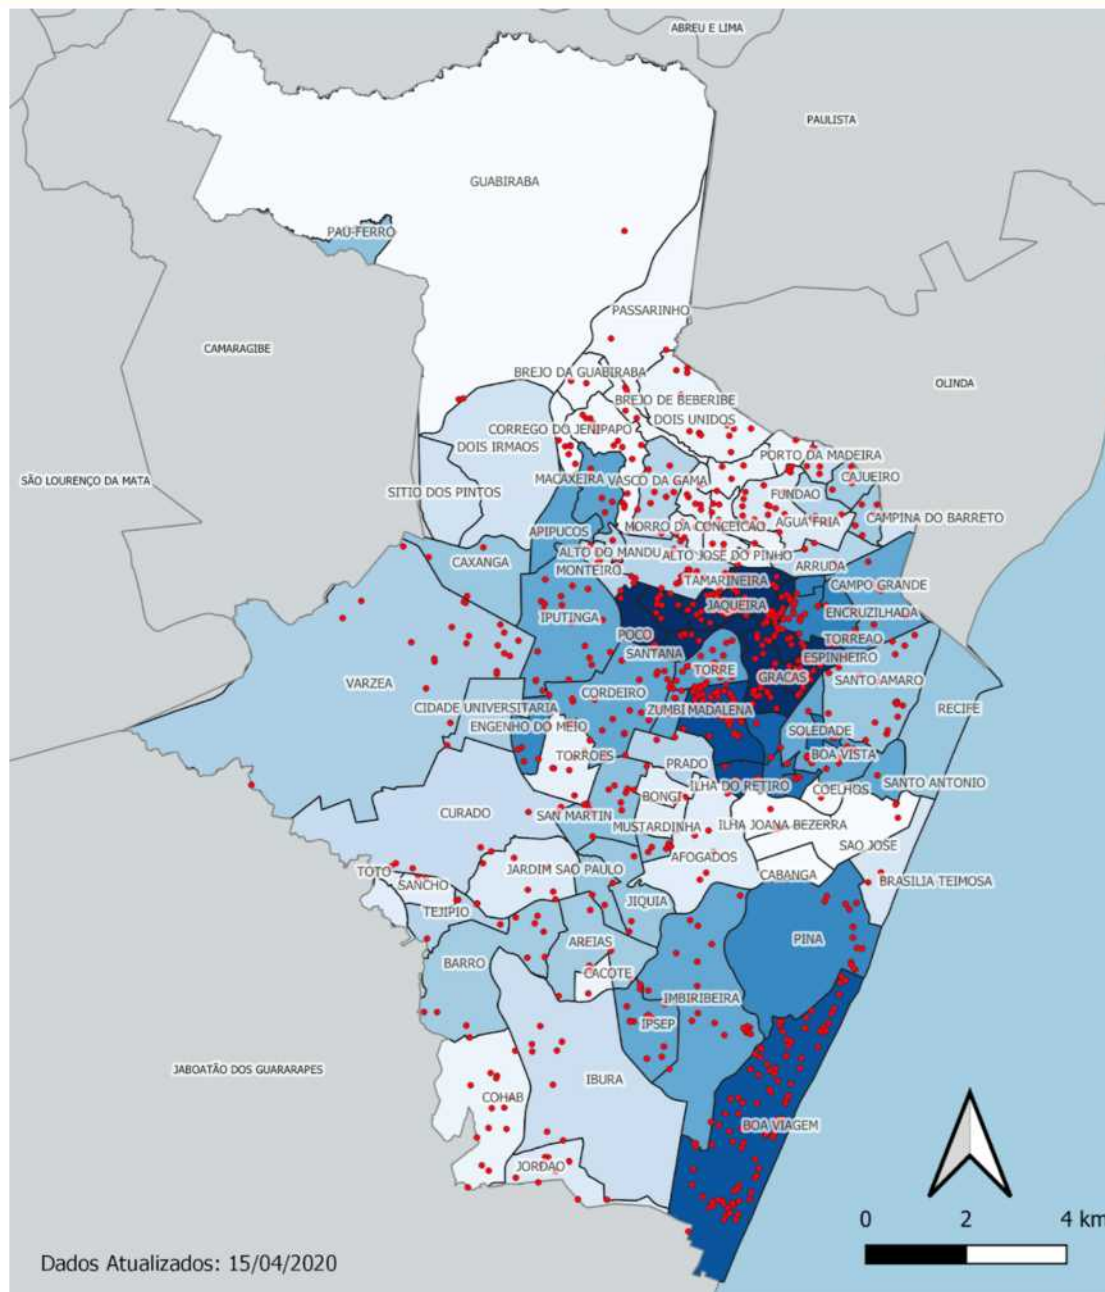 ABREU E LIMA
PAULISTA
GUABIRABA
PAU-FERRO
PASSARINHO
CAMARAGIBE
OLINDA
BREJO DA GUABIRABA
BREJO DE BEBERIBE
DOIS UNIDOS
CORREGO DO JENIPAPO
DOIS IRMAOS
PORTO DA MADEIRA
CAJUEIRO
SÃO LOURENÇO DA MATA
MACAXEIRA
VASCO DA GAMA
SITIO DOS PINTOS
FUNDAO
CAMPINA DO BARRETO
MORRO DA CONCEICAO
AGUA FRIA
APIPUCOS
ALTO DO MANDU
ALTO JOSE DO PINHO
CAXANGA
MONTEIRO
ARRUDA
TAMARINEIRA
CAMPO GRANDE
JAQUEIRA
ENCRUZILHADA
IPUTINGA
POCO
TORREAO
SANTANA
ESPINHEIRO
TORRE
GRACAS
SANTO AMARO
VARZEA
CORDEIRO
CIDADE UNIVERSITARIA
ZUMBI
MADALENA
RECIFE
ENGENHO DO MEIO
SOLEDADE
TORROES
BOA VISTA
PRADO
ILHA DO RETIRO
COELHOS
SANTO ANTONIO
BONGI
CURADO
SAN MARTIN
MUSTARDINHA
ILHA JOANA BEZERRA
SAO JOSE
AFOGADOS
TOTO
JARDIM SAO PAULO
CABANGA
BRASILIA TEIMOSA
SANCHO
JIQUIA
TEJIPIO
AREIAS
PINA
BARRO
CACOTE
IMBIRIBEIRA
IPSEP
JABOATÃO DOS GUARARAPES
IBURA
COHAB
BOA VIAGEM
JORDAO
0 2 4 km
Dados Atualizados: 15/04/2020